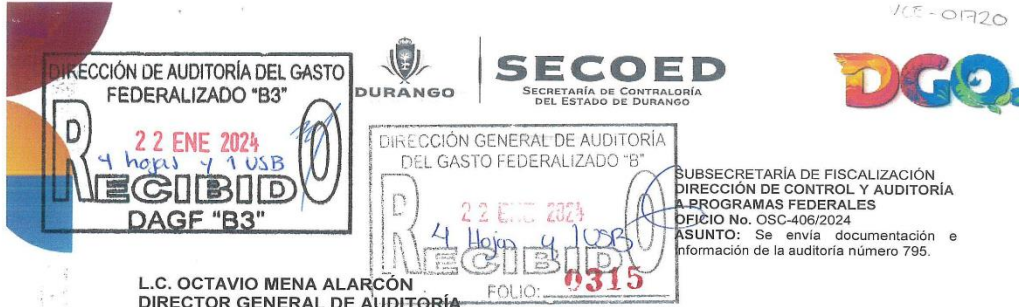 ICE-01720
DIRECCIÓN DE AUDITORÍA DEL GASTO
FEDERALIZADO "B3"
22 ENE 2024
4 hojas y 1 USB
RECIBIDO
DAGF "B3"
DURANGO
SECOED
SECRETARÍA DE CONTRALORÍA
DEL ESTADO DE DURANGO
DGO
DIRECCIÓN GENERAL DE AUDITORÍA
DEL GASTO FEDERALIZADO "B"
22 ENE 2024
4 Hojas y 1 USB
RECIBIDO
FOLIO: 0315
SUBSECRETARÍA DE FISCALIZACIÓN
DIRECCIÓN DE CONTROL Y AUDITORÍA
A PROGRAMAS FEDERALES
OFICIO No. OSC-406/2024
ASUNTO: Se envía documentación e
información de la auditoría número 795.
L.C. OCTAVIO MENA ALARCÓN
DIRECTOR GENERAL DE AUDITORÍA